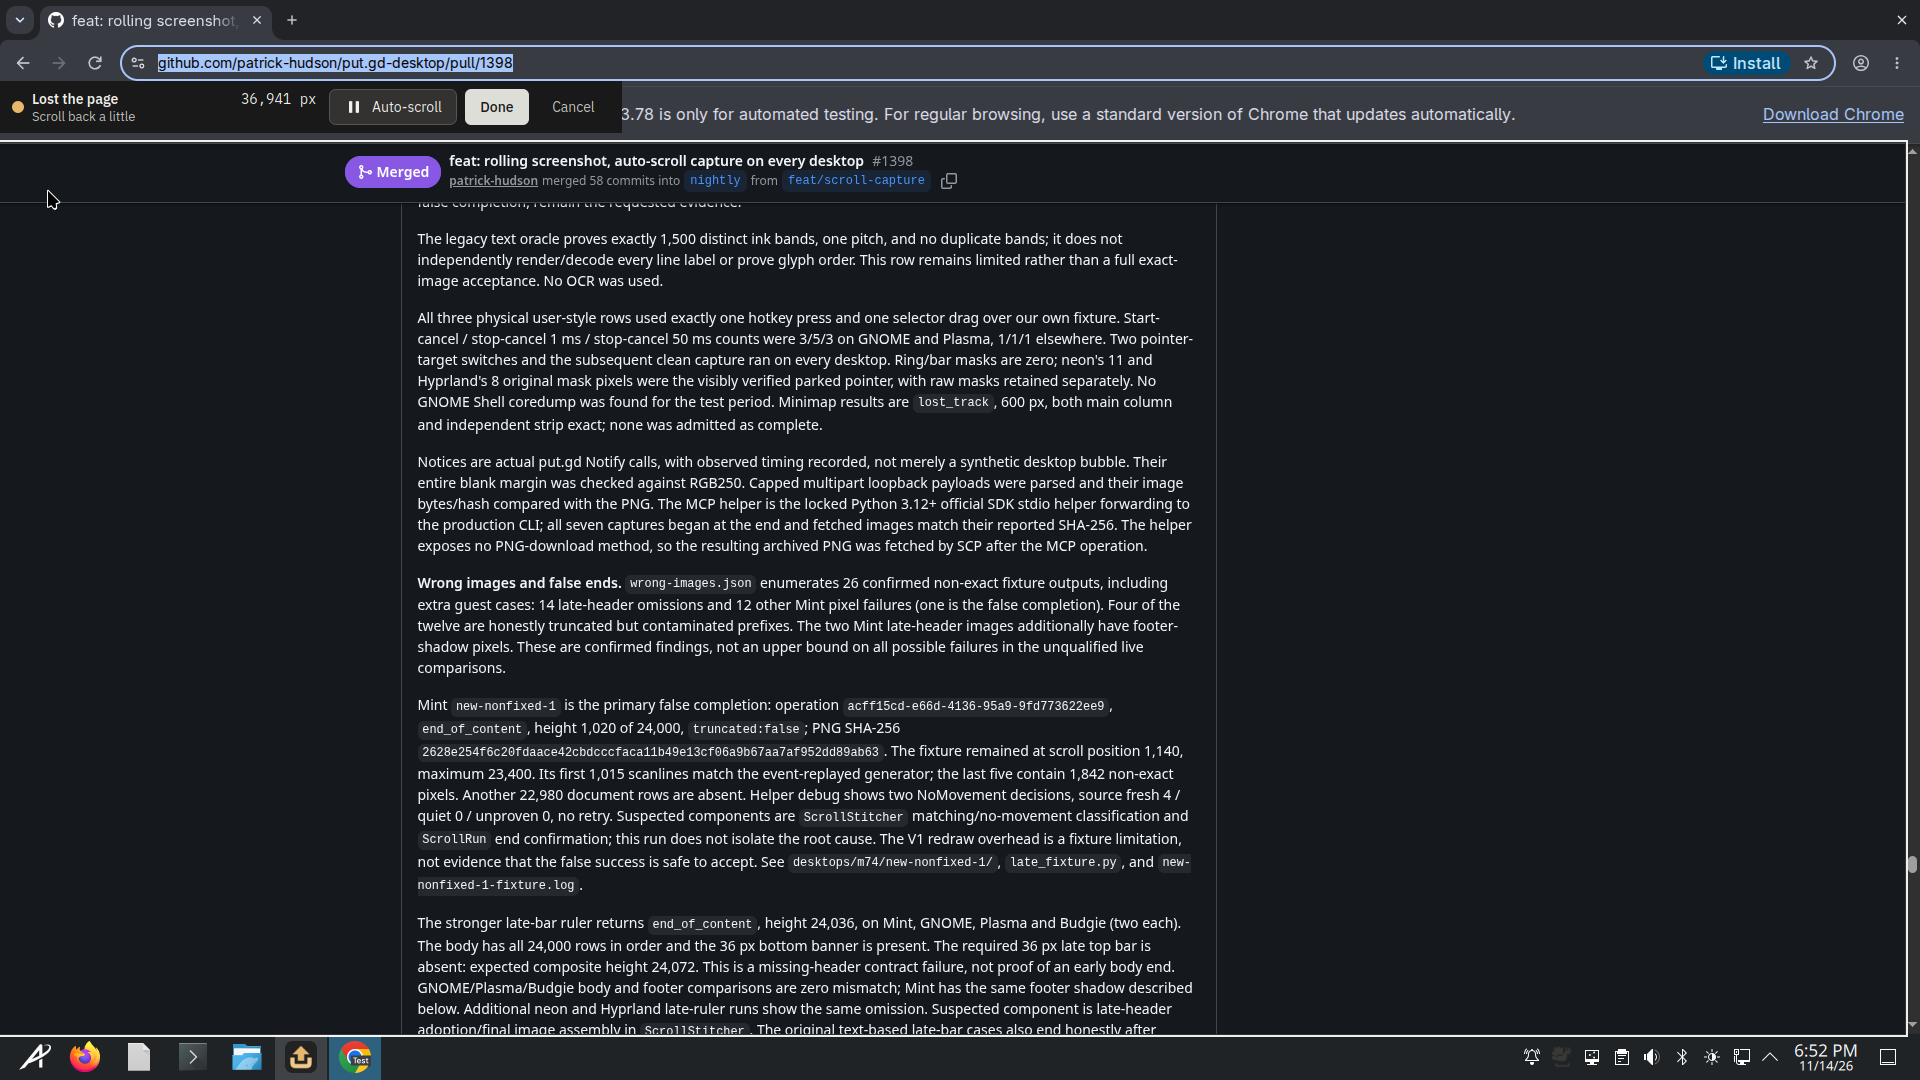 feat: rolling screenshot,
github.com/patrick-hudson/put.gd-desktop/pull/1398
Install
Lost the page
Scroll back a little
36,941 px
Auto-scroll
Done
Cancel
3.78 is only for automated testing. For regular browsing, use a standard version of Chrome that updates automatically.
Download Chrome
Merged
feat: rolling screenshot, auto-scroll capture on every desktop #1398
patrick-hudson merged 58 commits into nightly from feat/scroll-capture
false completion, remain the requested evidence.
The legacy text oracle proves exactly 1,500 distinct ink bands, one pitch, and no duplicate bands; it does not
independently render/decode every line label or prove glyph order. This row remains limited rather than a full exact-
image acceptance. No OCR was used.
All three physical user-style rows used exactly one hotkey press and one selector drag over our own fixture. Start-
cancel / stop-cancel 1 ms / stop-cancel 50 ms counts were 3/5/3 on GNOME and Plasma, 1/1/1 elsewhere. Two pointer-
target switches and the subsequent clean capture ran on every desktop. Ring/bar masks are zero; neon's 11 and
Hyprland's 8 original mask pixels were the visibly verified parked pointer, with raw masks retained separately. No
GNOME Shell coredump was found for the test period. Minimap results are lost_track, 600 px, both main column
and independent strip exact; none was admitted as complete.
Notices are actual put.gd Notify calls, with observed timing recorded, not merely a synthetic desktop bubble. Their
entire blank margin was checked against RGB250. Capped multipart loopback payloads were parsed and their image
bytes/hash compared with the PNG. The MCP helper is the locked Python 3.12+ official SDK stdio helper forwarding to
the production CLI; all seven captures began at the end and fetched images match their reported SHA-256. The helper
exposes no PNG-download method, so the resulting archived PNG was fetched by SCP after the MCP operation.
Wrong images and false ends. wrong-images.json enumerates 26 confirmed non-exact fixture outputs, including
extra guest cases: 14 late-header omissions and 12 other Mint pixel failures (one is the false completion). Four of the
twelve are honestly truncated but contaminated prefixes. The two Mint late-header images additionally have footer-
shadow pixels. These are confirmed findings, not an upper bound on all possible failures in the unqualified live
comparisons.
Mint new-nonfixed-1 is the primary false completion: operation acff15cd-e66d-4136-95a9-9fd773622ee9,
end_of_content, height 1,020 of 24,000, truncated:false; PNG SHA-256
2628e254f6c20fdaace42cbdcccfaca11b49e13cf06a9b67aa7af952dd89ab63. The fixture remained at scroll position 1,140,
maximum 23,400. Its first 1,015 scanlines match the event-replayed generator; the last five contain 1,842 non-exact
pixels. Another 22,980 document rows are absent. Helper debug shows two NoMovement decisions, source fresh 4 /
quiet 0 / unproven 0, no retry. Suspected components are ScrollStitcher matching/no-movement classification and
ScrollRun end confirmation; this run does not isolate the root cause. The V1 redraw overhead is a fixture limitation,
not evidence that the false success is safe to accept. See desktops/m74/new-nonfixed-1/, late_fixture.py, and new-
nonfixed-1-fixture.log.
The stronger late-bar ruler returns end_of_content, height 24,036, on Mint, GNOME, Plasma and Budgie (two each).
The body has all 24,000 rows in order and the 36 px bottom banner is present. The required 36 px late top bar is
absent: expected composite height 24,072. This is a missing-header contract failure, not proof of an early body end.
GNOME/Plasma/Budgie body and footer comparisons are zero mismatch; Mint has the same footer shadow described
below. Additional neon and Hyprland late-ruler runs show the same omission. Suspected component is late-header
adoption/final image assembly in ScrollStitcher. The original text-based late-bar cases also end honestly after
Test
6:52 PM
11/14/26